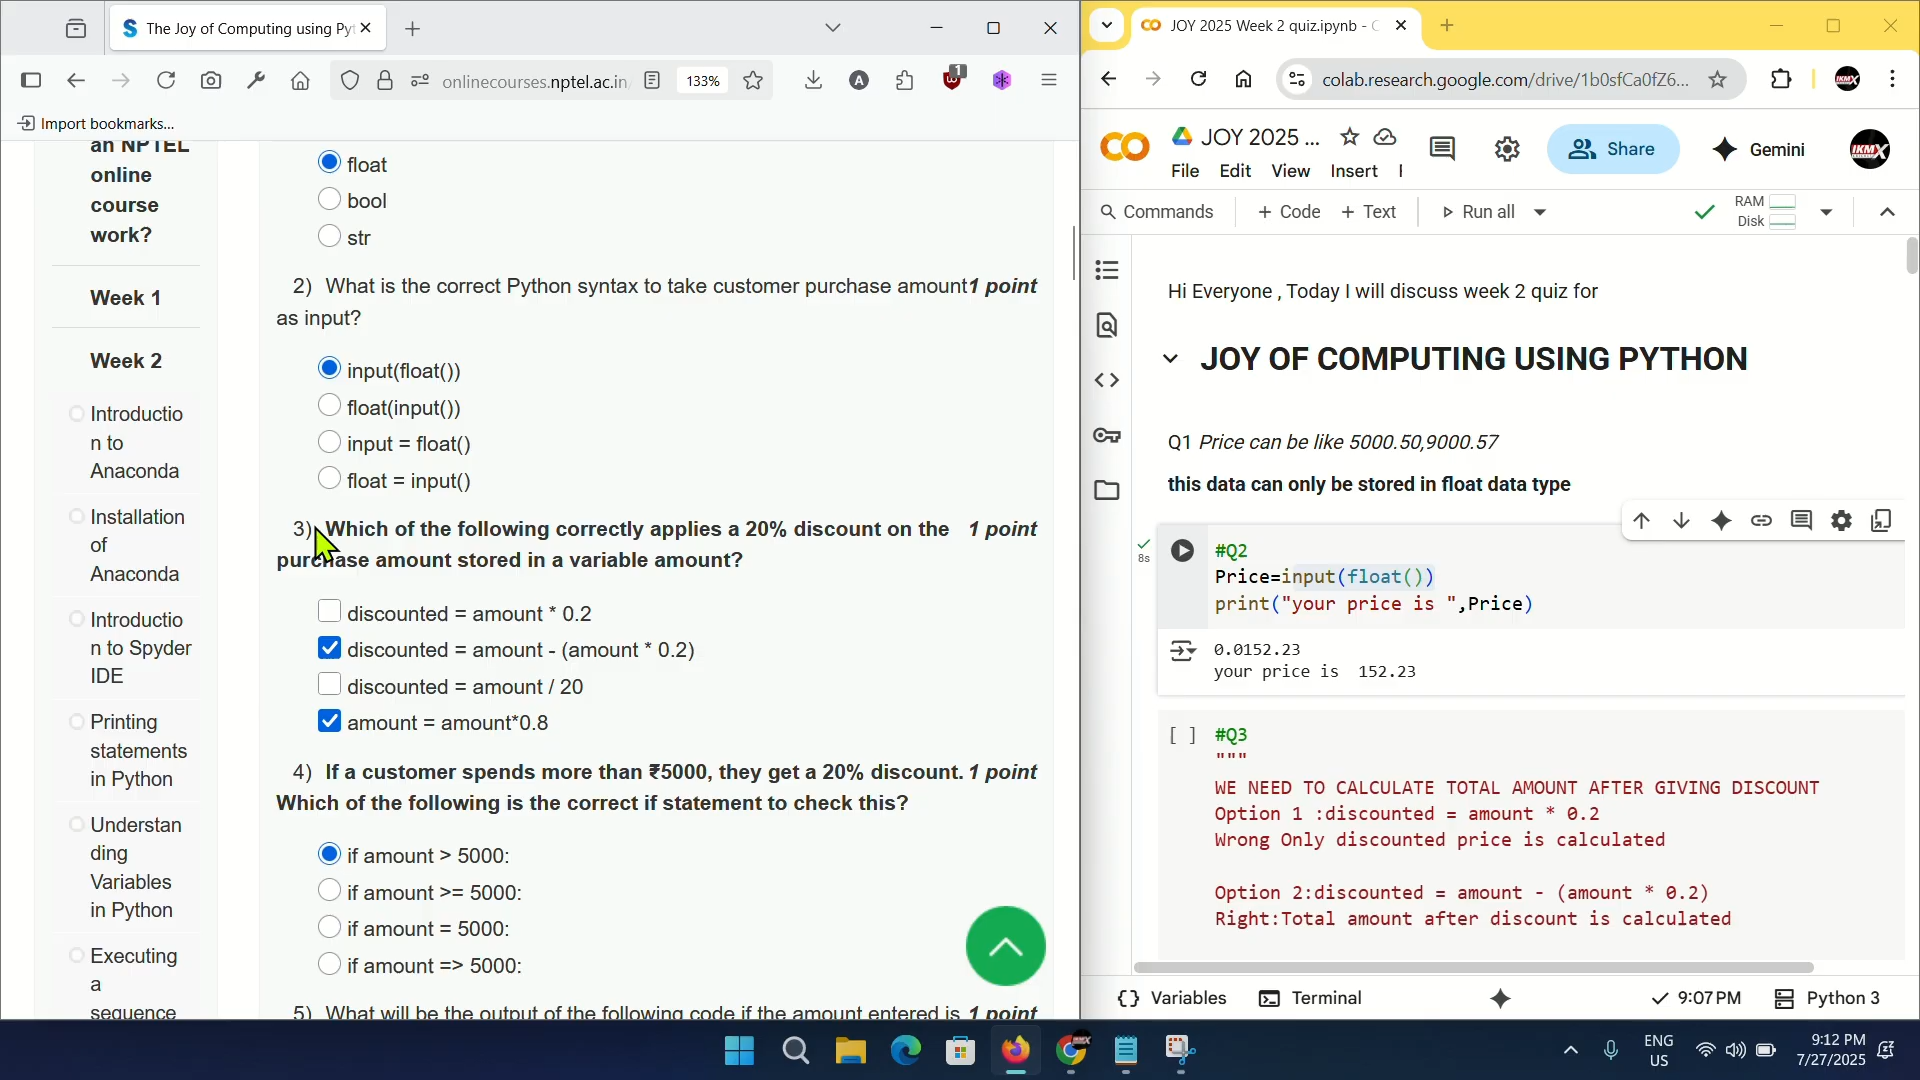 The Joy of Computing using Py
onlinecourses.nptel.ac.in
133%
1
Import bookmarks...
an NPTEL
online
course
work?
Week 1
Week 2
Introductio
n to
Anaconda
Installation
of
Anaconda
Introductio
n to Spyder
IDE
Printing
statements
in Python
Understan
ding
Variables
in Python
Executing
a
sequence
float
bool
str
2) What is the correct Python syntax to take customer purchase amount 1 point
as input?
input(float())
float(input())
input = float()
float = input()
3) Which of the following correctly applies a 20% discount on the 1 point
purchase amount stored in a variable amount?
discounted = amount * 0.2
discounted = amount - (amount * 0.2)
discounted = amount / 20
amount = amount*0.8
4) If a customer spends more than ₹5000, they get a 20% discount. 1 point
Which of the following is the correct if statement to check this?
if amount > 5000:
if amount >= 5000:
if amount = 5000:
if amount => 5000:
5) What will be the output of the following code if the amount entered is 1 point
JOY 2025 Week 2 quiz.ipynb - C
colab.research.google.com/drive/1b0sfCa0fZ6...
JOY 2025 ...
File Edit View Insert
Share
Gemini
Commands + Code + Text Run all
RAM
Disk
Hi Everyone , Today I will discuss week 2 quiz for
JOY OF COMPUTING USING PYTHON
Q1 Price can be like 5000.50,9000.57
this data can only be stored in float data type
8s
#Q2
Price=input(float())
print("your price is ",Price)
0.0152.23
your price is  152.23
[ ] #Q3
"""
WE NEED TO CALCULATE TOTAL AMOUNT AFTER GIVING DISCOUNT
Option 1 :discounted = amount * 0.2
Wrong Only discounted price is calculated
Option 2:discounted = amount - (amount * 0.2)
Right:Total amount after discount is calculated
{} Variables Terminal 9:07 PM Python 3
ENG
US
9:12 PM
7/27/2025